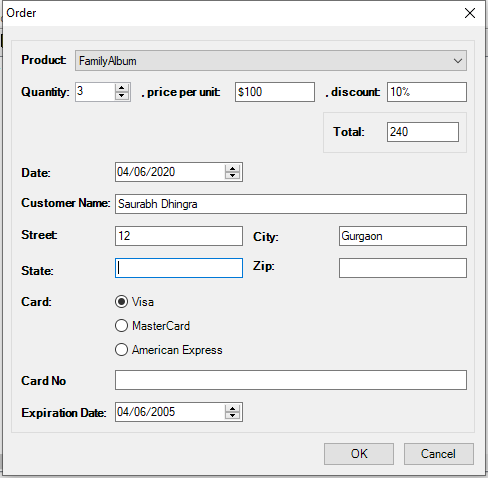 Order
Product: FamilyAlbum
Quantity: 3 , price per unit: $100 , discount: 10%
Total: 240
Date: 04/06/2020
Customer Name: Saurabh Dhingra
Street: 12 City: Gurgaon
State: Zip:
Card: Visa
MasterCard
American Express
Card No
Expiration Date: 04/06/2005
OK Cancel